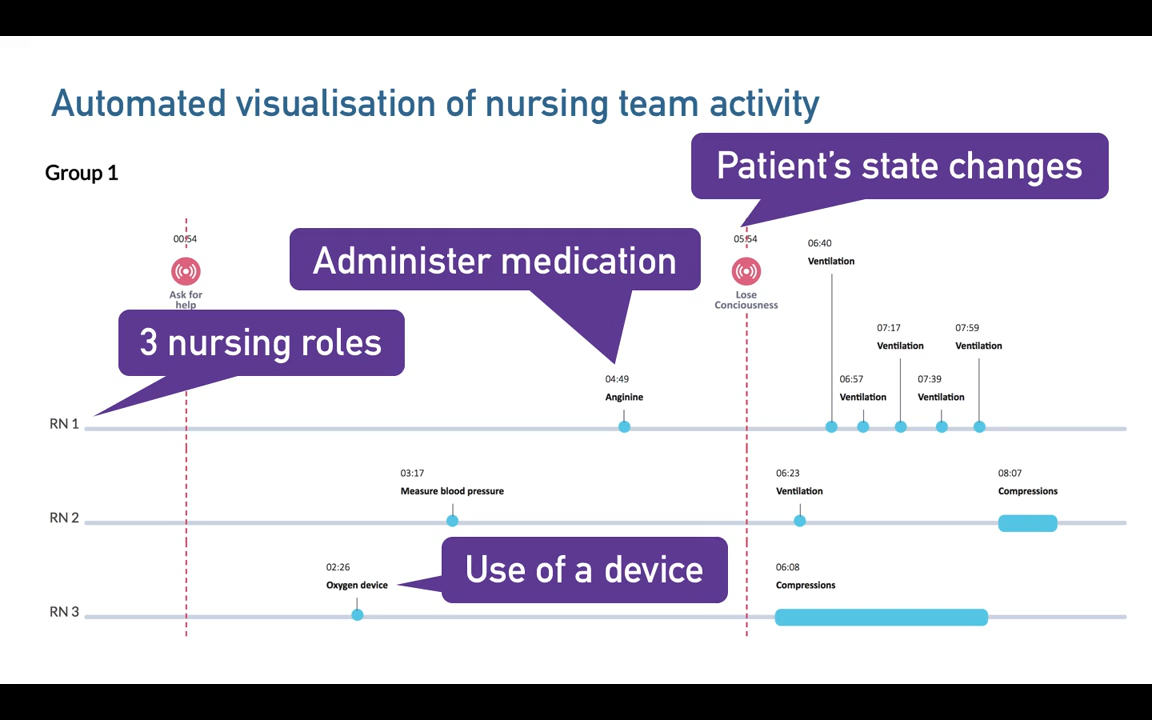 Automated visualisation of nursing team activity
Group 1
Patient's state changes
00:54
Ask for
help
Administer medication
05:54
Lose
Conciousness
06:40
Ventilation
3 nursing roles
07:17
Ventilation
07:59
Ventilation
04:49
Anginine
06:57
Ventilation
07:39
Ventilation
RN 1
03:17
Measure blood pressure
06:23
Ventilation
08:07
Compressions
RN 2
02:26
Oxygen device
Use of a device
06:08
Compressions
RN 3